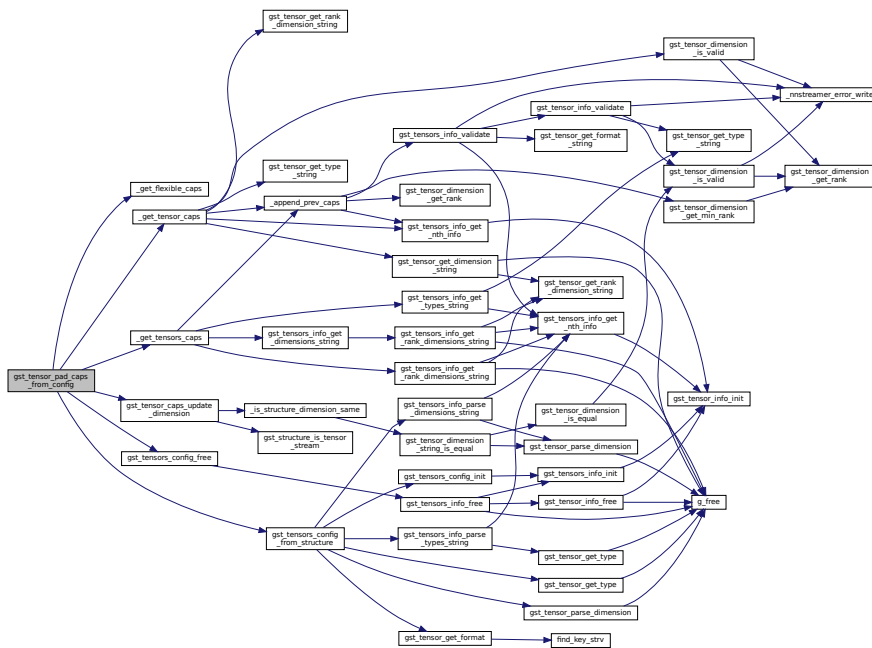 gst_tensor_get_rank
_dimension_string
gst_tensor_dimension
_is_valid
_nnstreamer_error_write
gst_tensor_info_validate
gst_tensors_info_validate
gst_tensor_get_format
_string
gst_tensor_get_type
_string
gst_tensor_get_type
_string
gst_tensor_dimension
_is_valid
gst_tensor_dimension
_get_rank
_get_flexible_caps
gst_tensor_dimension
_get_rank
_append_prev_caps
gst_tensor_dimension
_get_min_rank
_get_tensor_caps
gst_tensors_info_get
_nth_info
gst_tensor_get_dimension
_string
gst_tensor_get_rank
_dimension_string
gst_tensors_info_get
_types_string
gst_tensors_info_get
_nth_info
_get_tensors_caps
gst_tensors_info_get
_dimensions_string
gst_tensors_info_get
_rank_dimensions_string
gst_tensors_info_get
_rank_dimensions_string
gst_tensor_pad_caps
_from_config
gst_tensor_info_init
gst_tensor_caps_update
_dimension
_is_structure_dimension_same
gst_tensors_info_parse
_dimensions_string
gst_tensor_dimension
_is_equal
gst_structure_is_tensor
_stream
gst_tensor_dimension
_string_is_equal
gst_tensor_parse_dimension
gst_tensors_config_free
gst_tensors_config_init
gst_tensors_info_init
gst_tensors_info_free
gst_tensor_info_free
g_free
gst_tensors_config
_from_structure
gst_tensors_info_parse
_types_string
gst_tensor_get_type
gst_tensor_get_type
gst_tensor_parse_dimension
gst_tensor_get_format
find_key_strv